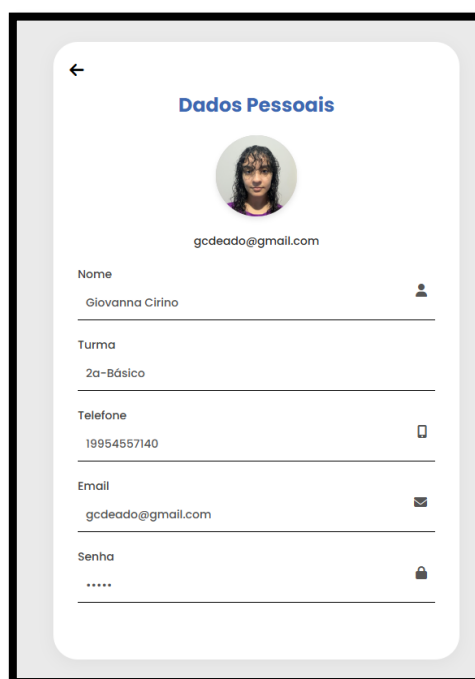 Dados Pessoais
gcdeado@gmail.com
Nome
Giovanna Cirino
Turma
2a-Básico
Telefone
19954557140
Email
gcdeado@gmail.com
Senha
•••••